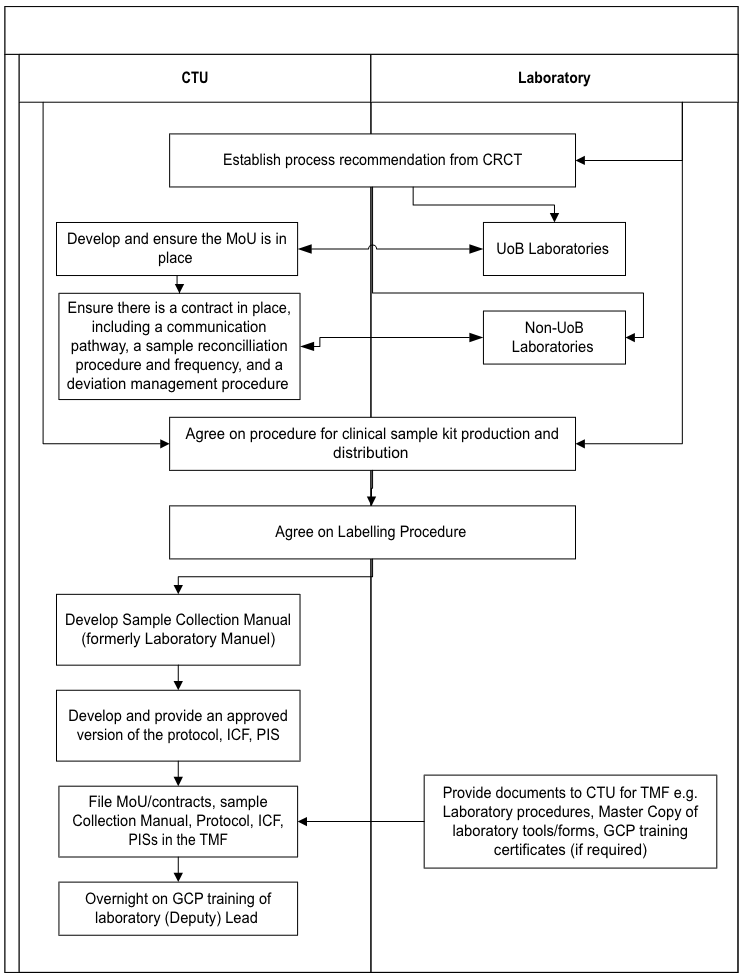 CTU
Laboratory
Establish process recommendation from CRCT
Develop and ensure the MoU is in
place
UoB Laboratories
Ensure there is a contract in place,
including a communication
pathway, a sample reconcilliation
procedure and frequency, and a
deviation management procedure
Non-UoB
Laboratories
Agree on procedure for clinical sample kit production and
distribution
Agree on Labelling Procedure
Develop Sample Collection Manual
(formerly Laboratory Manuel)
Develop and provide an approved
version of the protocol, ICF, PIS
File MoU/contracts, sample
Collection Manual, Protocol, ICF,
PISs in the TMF
Provide documents to CTU for TMF e.g.
Laboratory procedures, Master Copy of
laboratory tools/forms, GCP training
certificates (if required)
Overnight on GCP training of
laboratory (Deputy) Lead